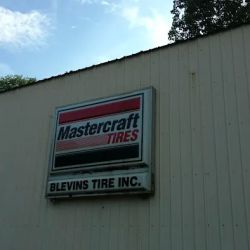 Mastercraft
TIRES
BLEVINS TIRE INC.